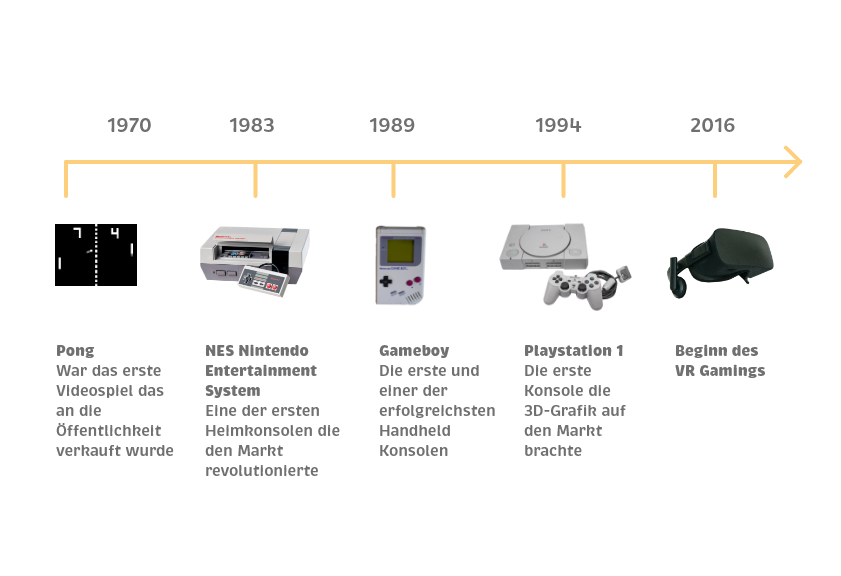 1970
1983
1989
1994
2016
7 4
Pong
War das erste
Videospiel das
an die
Öffentlichkeit
verkauft wurde
NES Nintendo
Entertainment
System
Eine der ersten
Heimkonsolen die
den Markt
revolutionierte
Gameboy
Die erste und
einer der
erfolgreichsten
Handheld
Konsolen
Playstation 1
Die erste
Konsole die
3D-Grafik auf
den Markt
brachte
Beginn des
VR Gamings